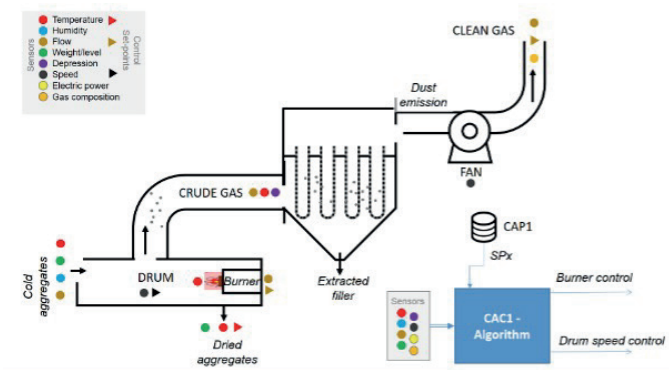 Sensors
Temperature
Humidity
Flow
Weight/level
Depression
Speed
Electric power
Gas composition
Control
Set-points
CLEAN GAS
Dust
emission
FAN
CRUDE GAS
CAP1
SPx
Cold
aggregates
DRUM
Burner
Extracted
filler
Dried
aggregates
Sensors
CAC1 -
Algorithm
Burner control
Drum speed control